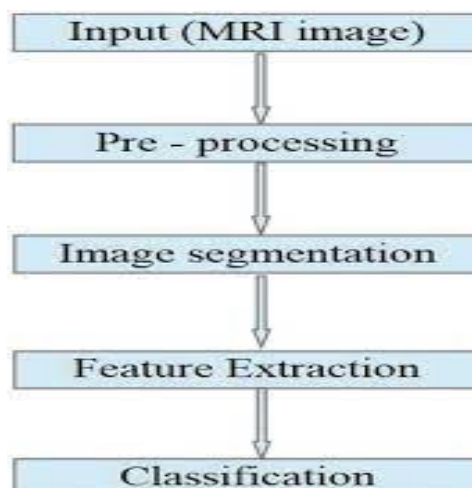 Input (MRI image)
Pre - processing
Image segmentation
Feature Extraction
Classification